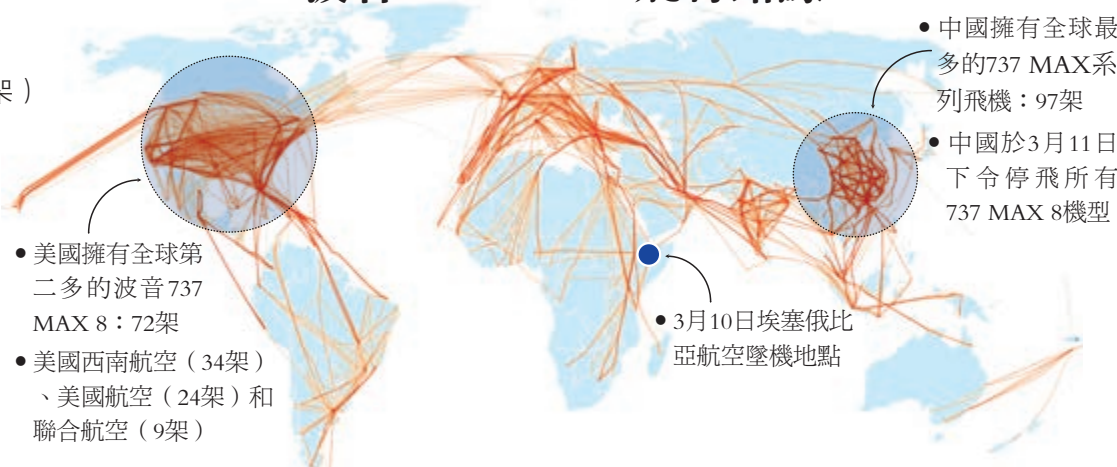 架）
● 中國擁有全球最
多的737 MAX系
列飛機：97架
● 中國於3月11日
下令停飛所有
737 MAX 8機型
● 美國擁有全球第
二多的波音737
MAX 8：72架
● 美國西南航空（34架）
、美國航空（24架）和
聯合航空（9架）
● 3月10日埃塞俄比
亞航空墜機地點